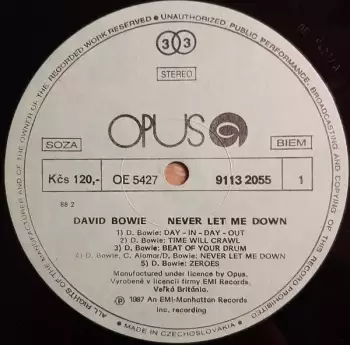 ALL RIGHTS OF THE MANUFACTURER AND OF THE OWNER OF THE RECORDED WORK RESERVED • UNAUTHORIZED PUBLIC PERFORMANCE, BROADCASTING AND COPYING OF THIS RECORD PROHIBITED
33
STEREO
OPUS
SOZA
BIEM
Kčs 120,-
OE 5427
9113 2055
1
88 2
DAVID BOWIE NEVER LET ME DOWN
1) D. Bowie: DAY - IN - DAY - OUT
2) D. Bowie: TIME WILL CRAWL
3) D. Bowie: BEAT OF YOUR DRUM
4) D. Bowie, C. Alomar/D. Bowie: NEVER LET ME DOWN
5) D. Bowie: ZEROES
Manufactured under licence by Opus.
Vyrobené v licencii firmy EMI Records
Veľká Británia.
Ⓟ 1987 An EMI-Manhattan Records
Inc. recording
MADE IN CZECHOSLOVAKIA